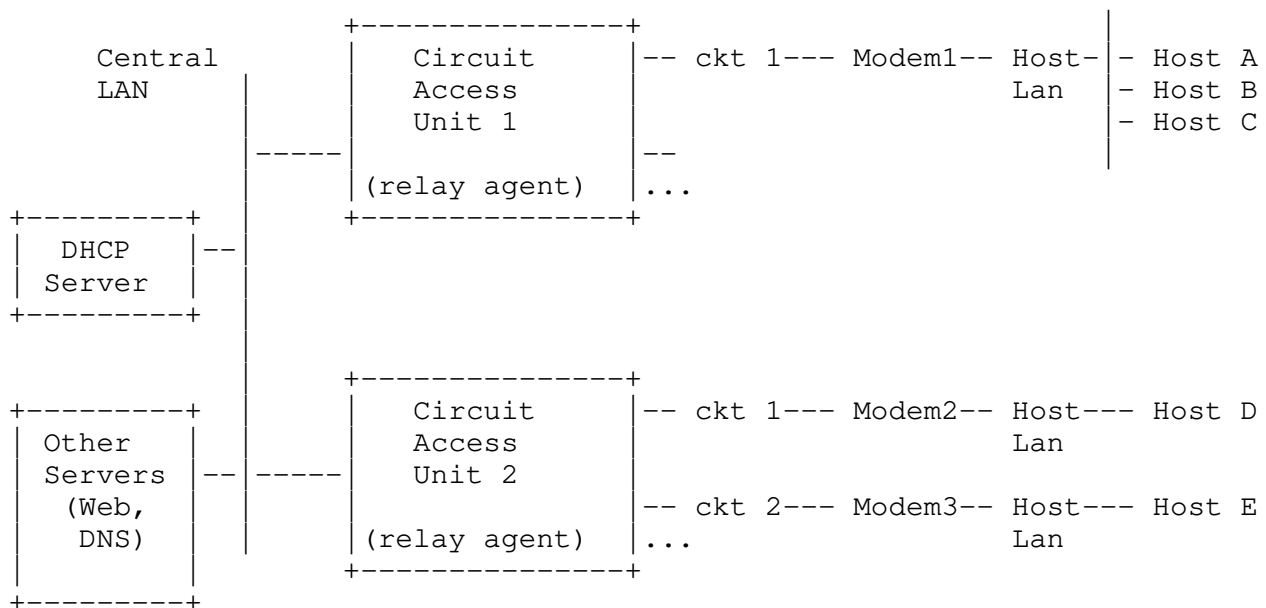 Central Circuit -- ckt 1--- Modem1-- Host- - Host A
LAN Access Lan - Host B
Unit 1 - Host C
----- --
(relay agent) ...
DHCP --
Server
Circuit -- ckt 1--- Modem2-- Host--- Host D
Other Access Lan
Servers -- ----- Unit 2
(Web, -- ckt 2--- Modem3-- Host--- Host E
DNS) (relay agent) ... Lan